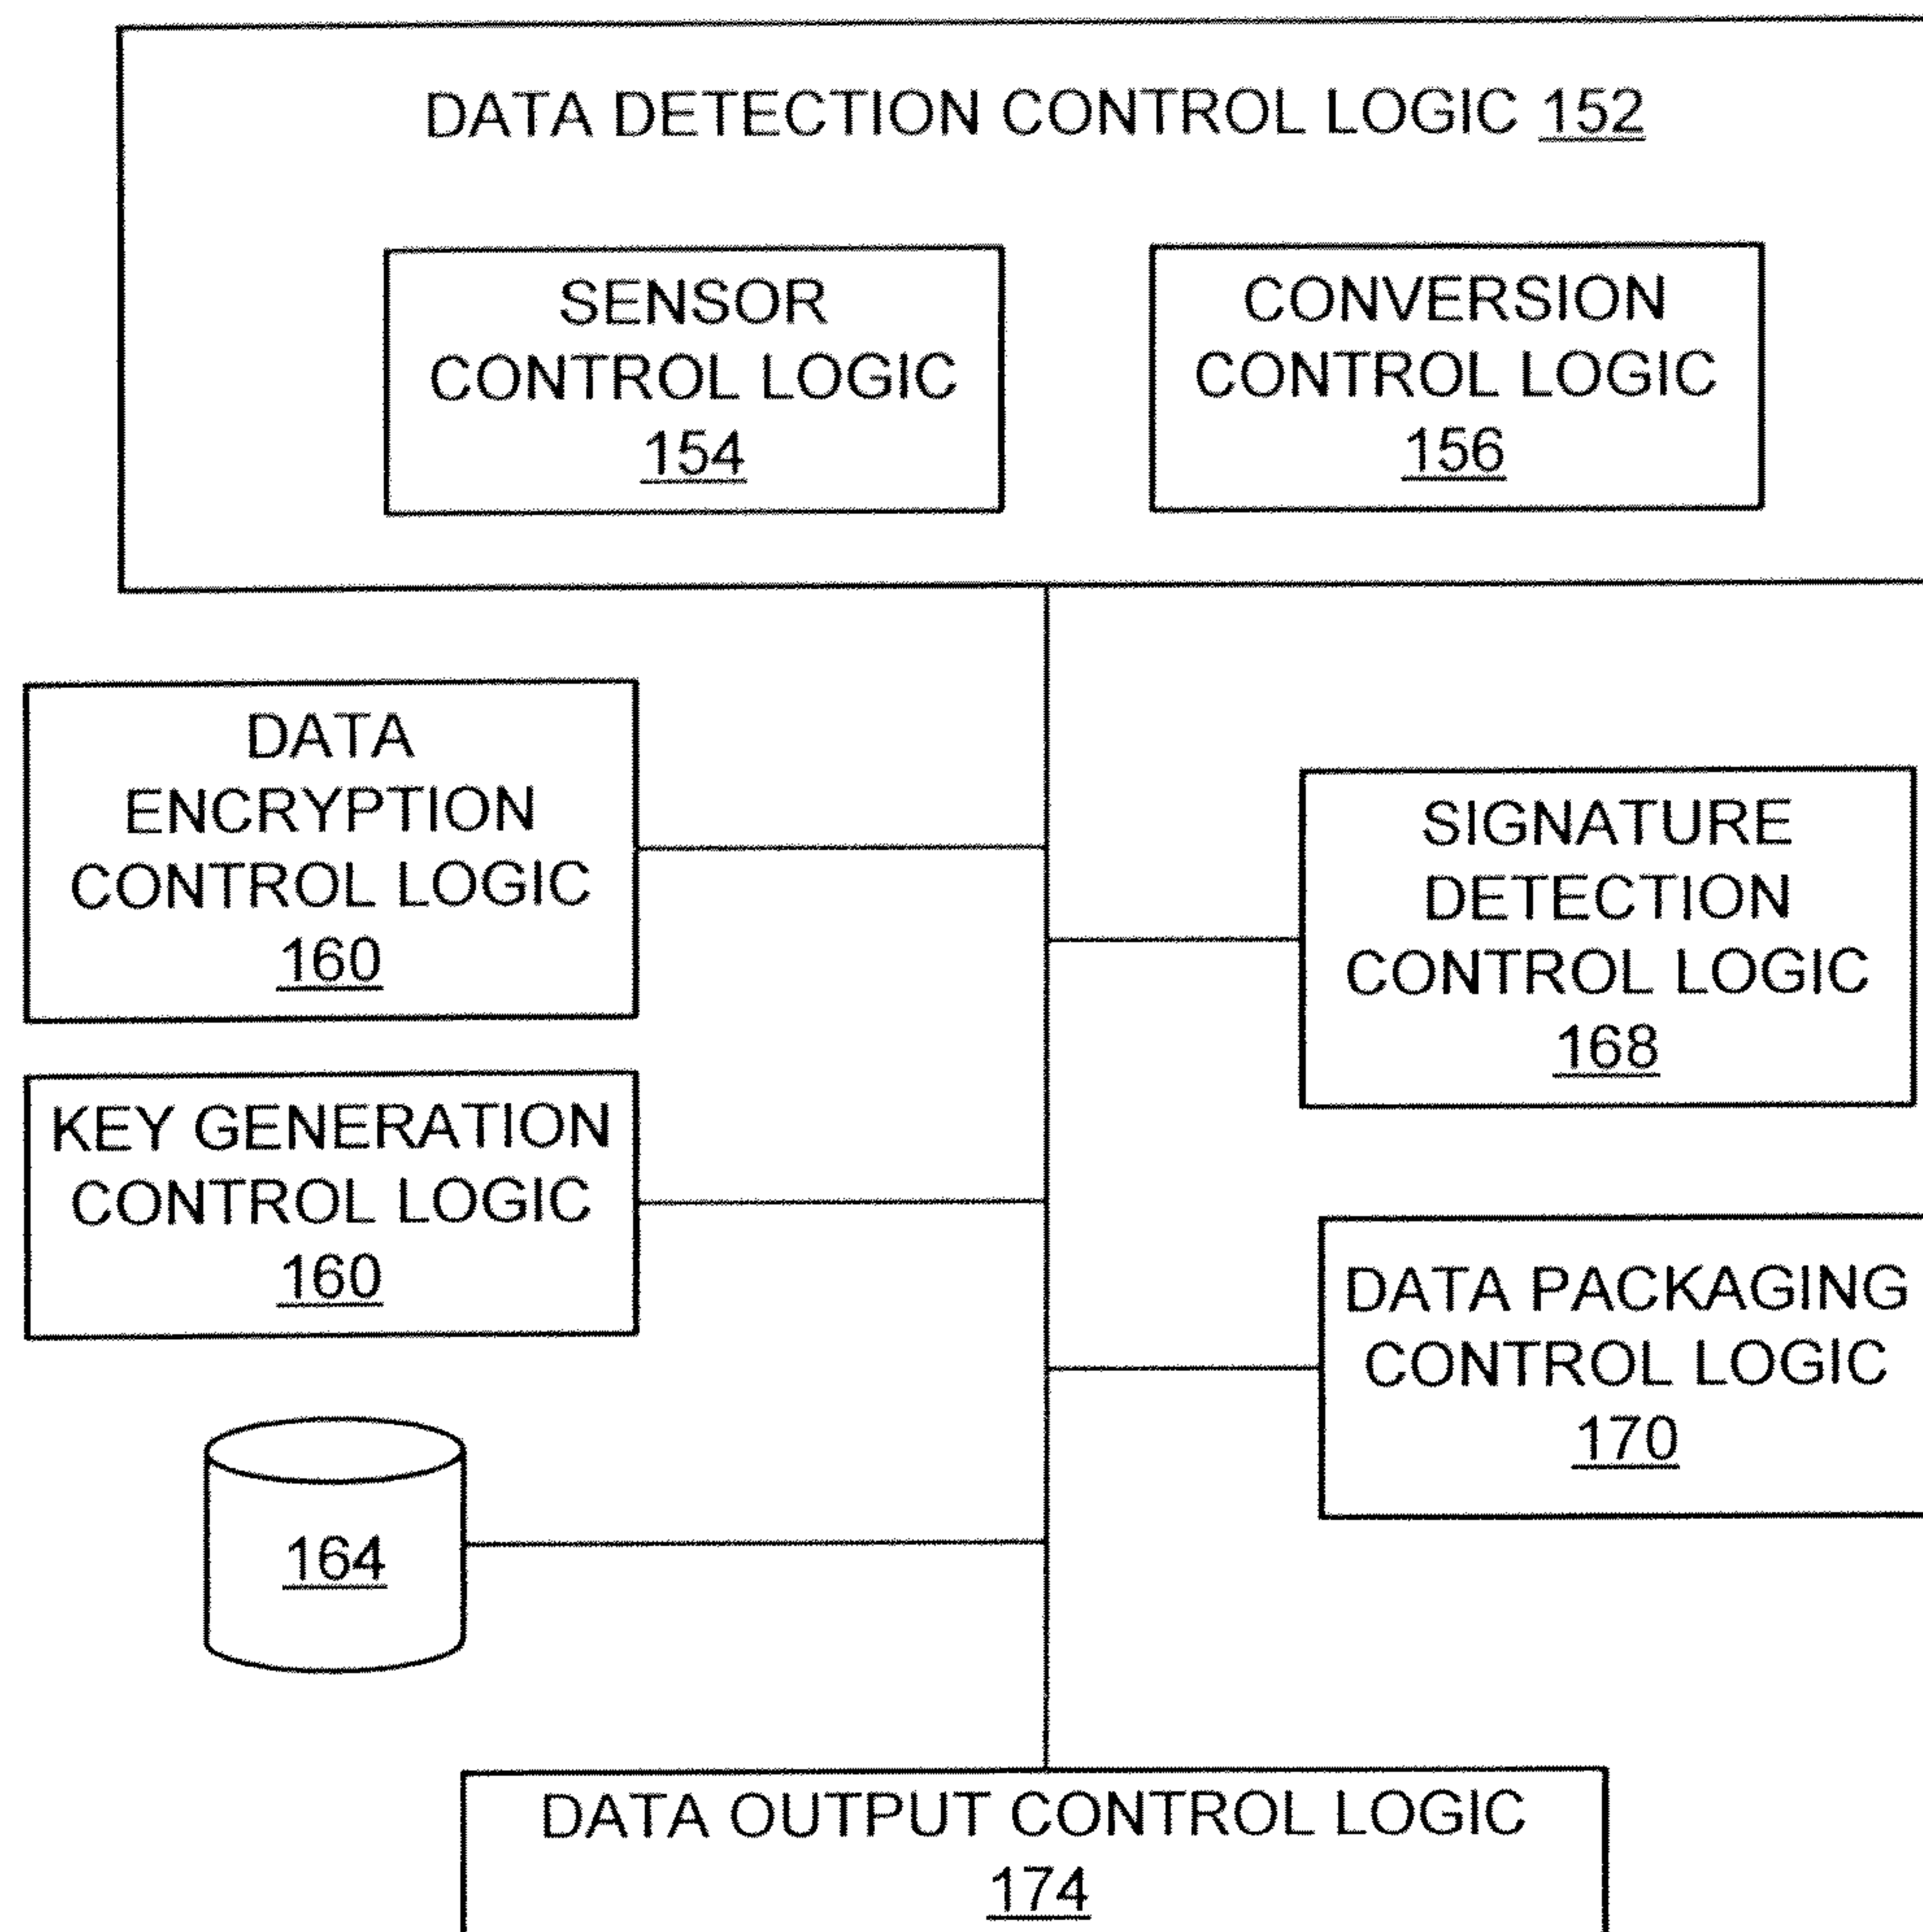 DATA DETECTION CONTROL LOGIC 152
SENSOR
CONTROL LOGIC
154
CONVERSION
CONTROL LOGIC
156
DATA
ENCRYPTION
CONTROL LOGIC
160
SIGNATURE
DETECTION
CONTROL LOGIC
168
KEY GENERATION
CONTROL LOGIC
160
DATA PACKAGING
CONTROL LOGIC
170
164
DATA OUTPUT CONTROL LOGIC
174